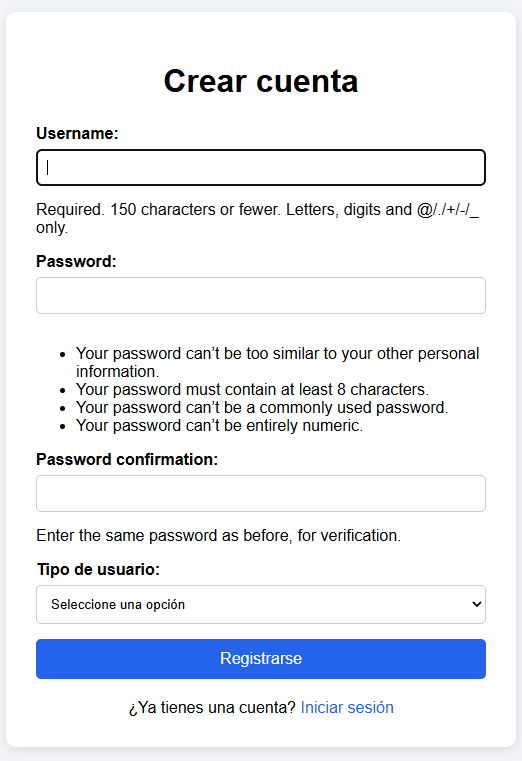 Crear cuenta
Username:
Required. 150 characters or fewer. Letters, digits and @/./+/-/_
only.
Password:
• Your password can’t be too similar to your other personal
information.
• Your password must contain at least 8 characters.
• Your password can’t be a commonly used password.
• Your password can’t be entirely numeric.
Password confirmation:
Enter the same password as before, for verification.
Tipo de usuario:
Seleccione una opción
Registrarse
¿Ya tienes una cuenta? Iniciar sesión